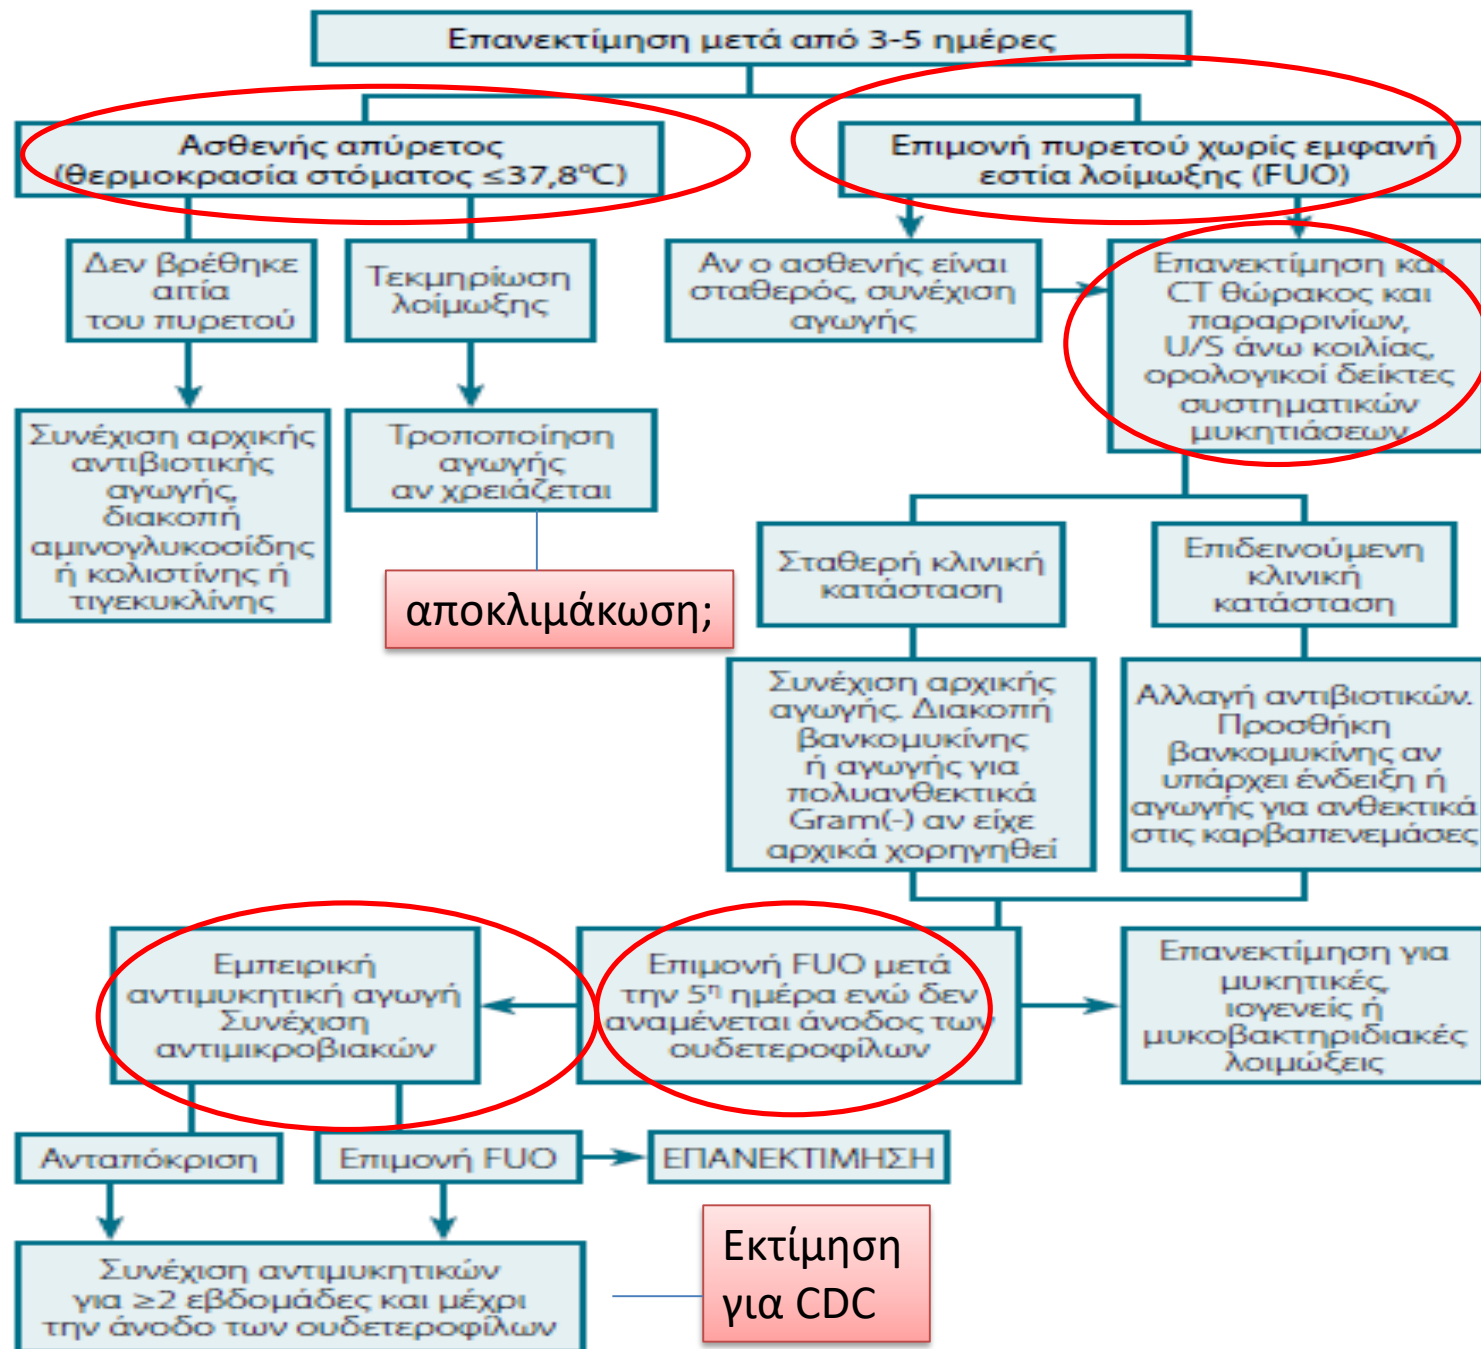 Επανεκτίμηση μετά από 3-5 ημέρες
Ασθενής απύρετος
(θερμοκρασία στόματος ≤37,8°C)
Επιμονή πυρετού χωρίς εμφανή
εστία λοίμωξης (FUO)
Δεν βρέθηκε
αιτία
του πυρετού
Τεκμηρίωση
λοίμωξης
Αν ο ασθενής είναι
σταθερός, συνέχιση
αγωγής
Επανεκτίμηση και
CT θώρακος και
παραρρινίων,
U/S άνω κοιλίας,
ορολογικοί δείκτες
συστηματικών
μυκητιάσεων
Συνέχιση αρχικής
αντιβιοτικής
αγωγής,
διακοπή
αμινογλυκοσίδης
ή κολιστίνης ή
τιγεκυκλίνης
Τροποποίηση
αγωγής
αν χρειάζεται
αποκλιμάκωση;
Σταθερή κλινική
κατάσταση
Επιδεινούμενη
κλινική
κατάσταση
Συνέχιση αρχικής
αγωγής. Διακοπή
βανκομυκίνης
ή αγωγής για
πολυανθεκτικά
Gram(-) αν είχε
αρχικά χορηγηθεί
Αλλαγή αντιβιοτικών.
Προσθήκη
βανκομυκίνης αν
υπάρχει ένδειξη ή
αγωγής για ανθεκτικά
στις καρβαπενεμάσες
Εμπειρική
αντιμυκητική αγωγή
Συνέχιση
αντιμικροβιακών
Επιμονή FUO μετά
την 5η ημέρα ενώ δεν
αναμένεται άνοδος των
ουδετεροφίλων
Επανεκτίμηση για
μυκητικές,
ιογενείς ή
μυκοβακτηριδιακές
λοιμώξεις
Ανταπόκριση
Επιμονή FUO
ΕΠΑΝΕΚΤΙΜΗΣΗ
Συνέχιση αντιμυκητικών
για ≥2 εβδομάδες και μέχρι
την άνοδο των ουδετεροφίλων
Εκτίμηση
για CDC